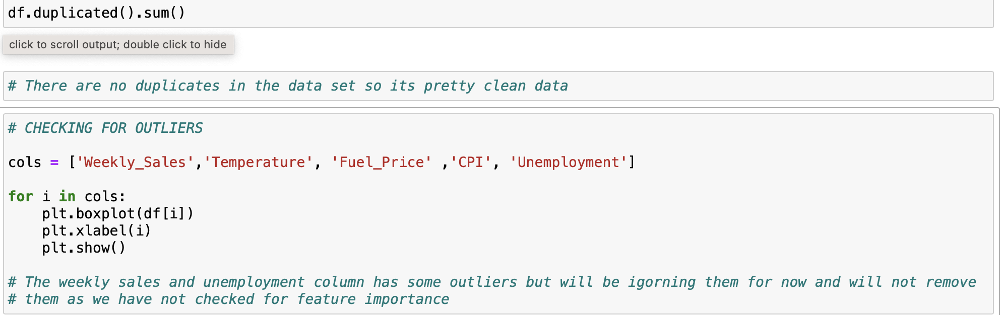 df.duplicated().sum()
click to scroll output; double click to hide
# There are no duplicates in the data set so its pretty clean data
# CHECKING FOR OUTLIERS
cols = ['Weekly_Sales','Temperature', 'Fuel_Price' ,'CPI', 'Unemployment']
for i in cols:
    plt.boxplot(df[i])
    plt.xlabel(i)
    plt.show()
# The weekly sales and unemployment column has some outliers but will be igorning them for now and will not remove
# them as we have not checked for feature importance